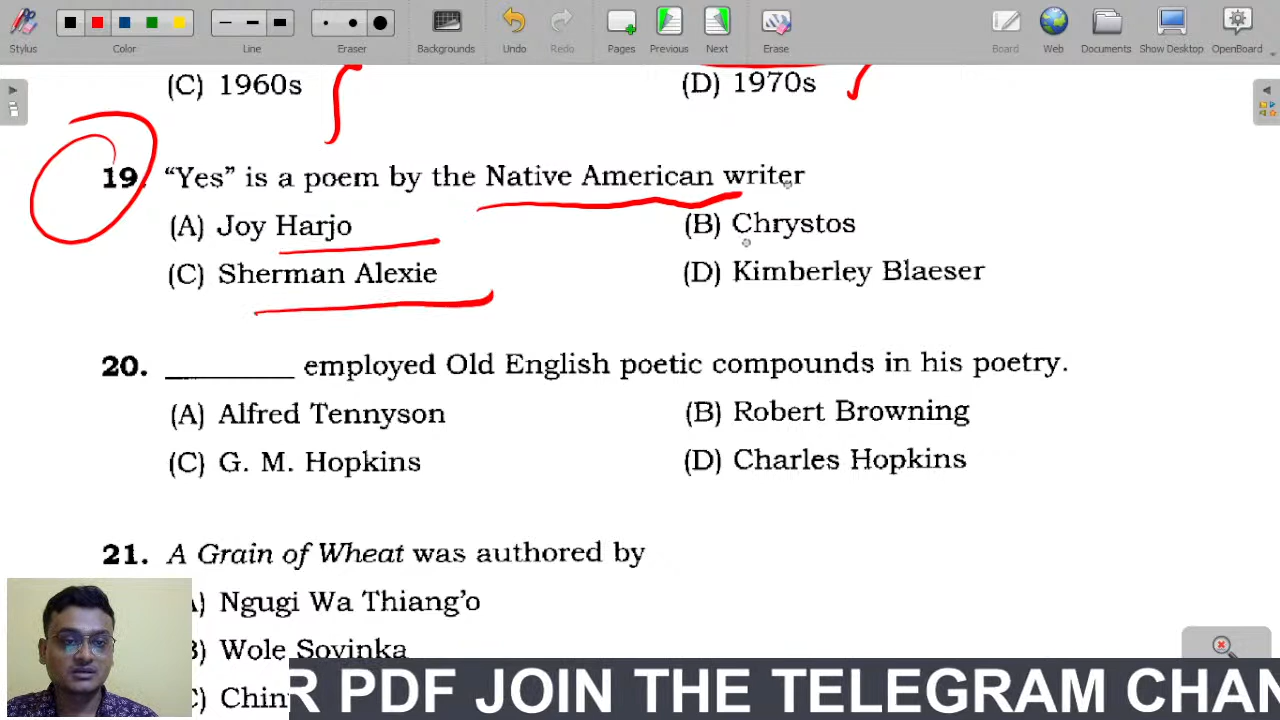 Stylus
Color
Line
Eraser
Backgrounds
Undo
Redo
Pages
Previous
Next
Erase
Board
Web
Documents
Show Desktop
OpenBoard
(C) 1960s
(D) 1970s
19. “Yes” is a poem by the Native American writer
(A) Joy Harjo
(B) Chrystos
(C) Sherman Alexie
(D) Kimberley Blaeser
20. ________ employed Old English poetic compounds in his poetry.
(A) Alfred Tennyson
(B) Robert Browning
(C) G. M. Hopkins
(D) Charles Hopkins
21. A Grain of Wheat was authored by
Ngugi Wa Thiang’o
Wole Soyinka
Chin
R PDF JOIN THE TELEGRAM CHAN